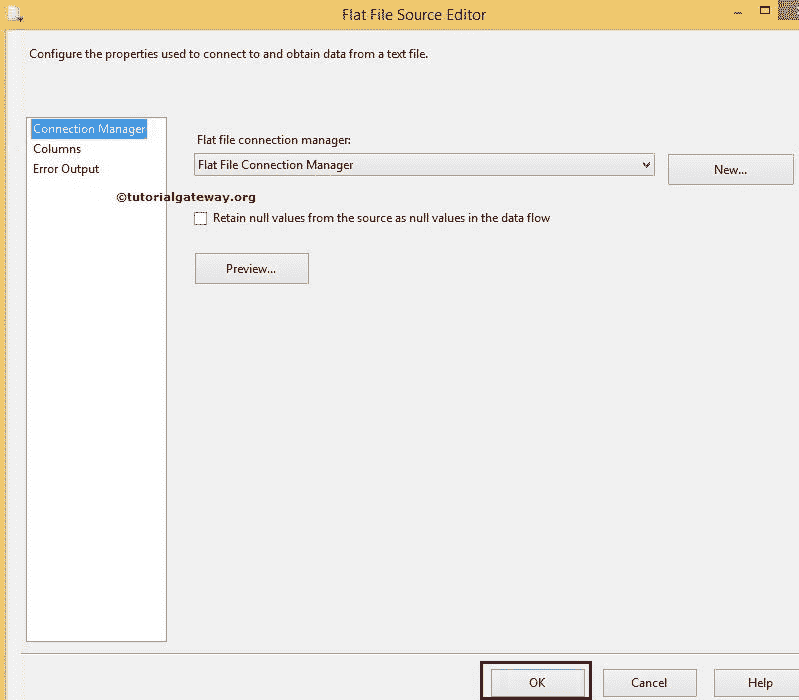 Flat File Source Editor
Configure the properties used to connect to and obtain data from a text file.
Connection Manager
Columns
Error Output
Flat file connection manager:
Flat File Connection Manager
New...
©tutorialgateway.org
Retain null values from the source as null values in the data flow
Preview...
OK
Cancel
Help